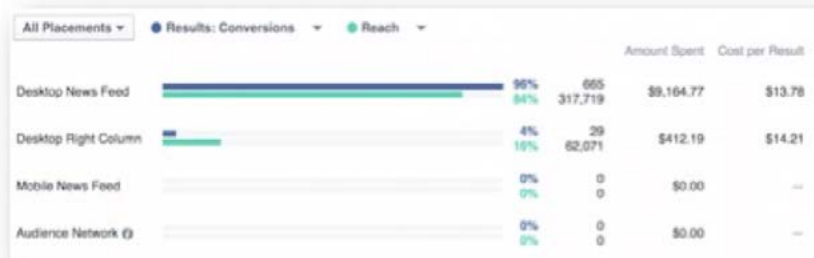 All Placements Results: Conversions Reach
Amount Spent Cost per Result
Desktop News Feed 96% 665 $9,164.77 $13.78
84% 317,719
Desktop Right Column 4% 29 $412.19 $14.21
16% 62,071
Mobile News Feed 0% 0 $0.00 —
0% 0
Audience Network 0% 0 $0.00 —
0% 0